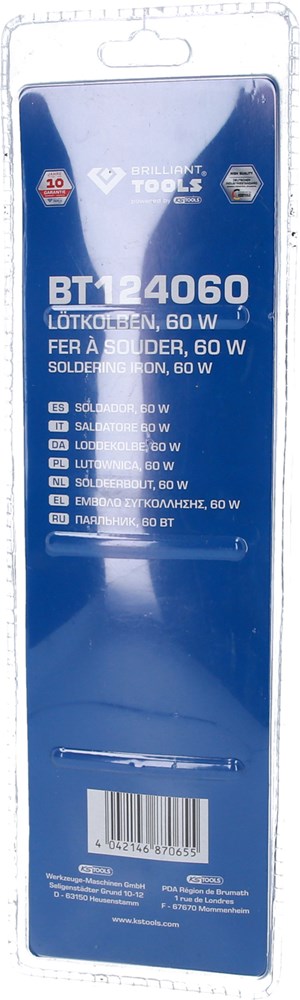 10
BRILLIANT
TOOLS
powered by KS TOOLS
BT124060
LÖTKOLBEN, 60 W
FER À SOUDER, 60 W
SOLDERING IRON, 60 W
ES SOLDADOR, 60 W
IT SALDATORE 60 W
DA LODDEKOLBE, 60 W
PL LUTOWNICA, 60 W
NL SOLDEERBOUT, 60 W
EL ΕΜΒΟΛΟ ΣΥΓΚΟΛΛΗΣΗΣ, 60 W
RU ПАЯЛЬНИК, 60 ВТ
4 042146 870655
KS TOOLS
Werkzeuge-Maschinen GmbH
Seligenstädter Grund 10-12
D - 63150 Heusenstamm
KS TOOLS
PDA Région de Brumath
1 rue de Londres
F - 67670 Mommenheim
www.kstools.com